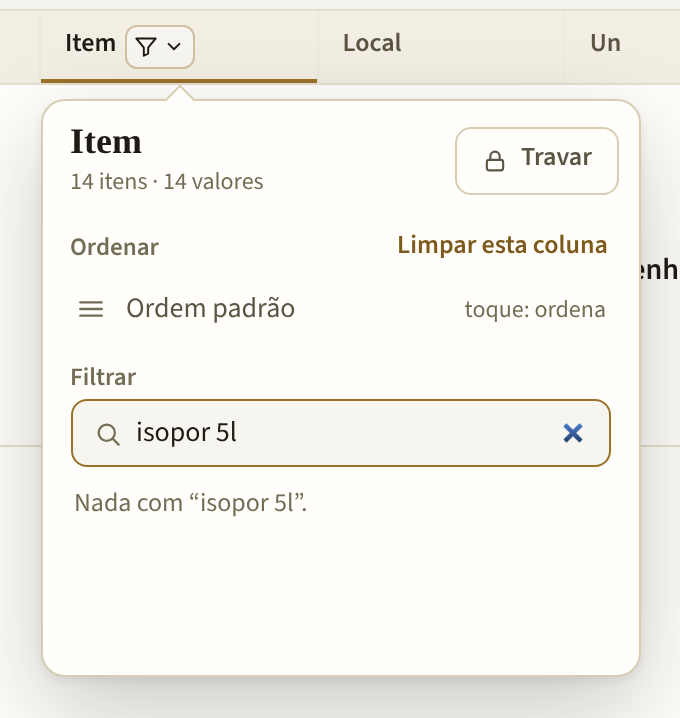 Item
Local
Un
Item
14 itens · 14 valores
Travar
Ordenar
Limpar esta coluna
Ordem padrão
toque: ordena
Filtrar
isopor 5l
Nada com “isopor 5l”.